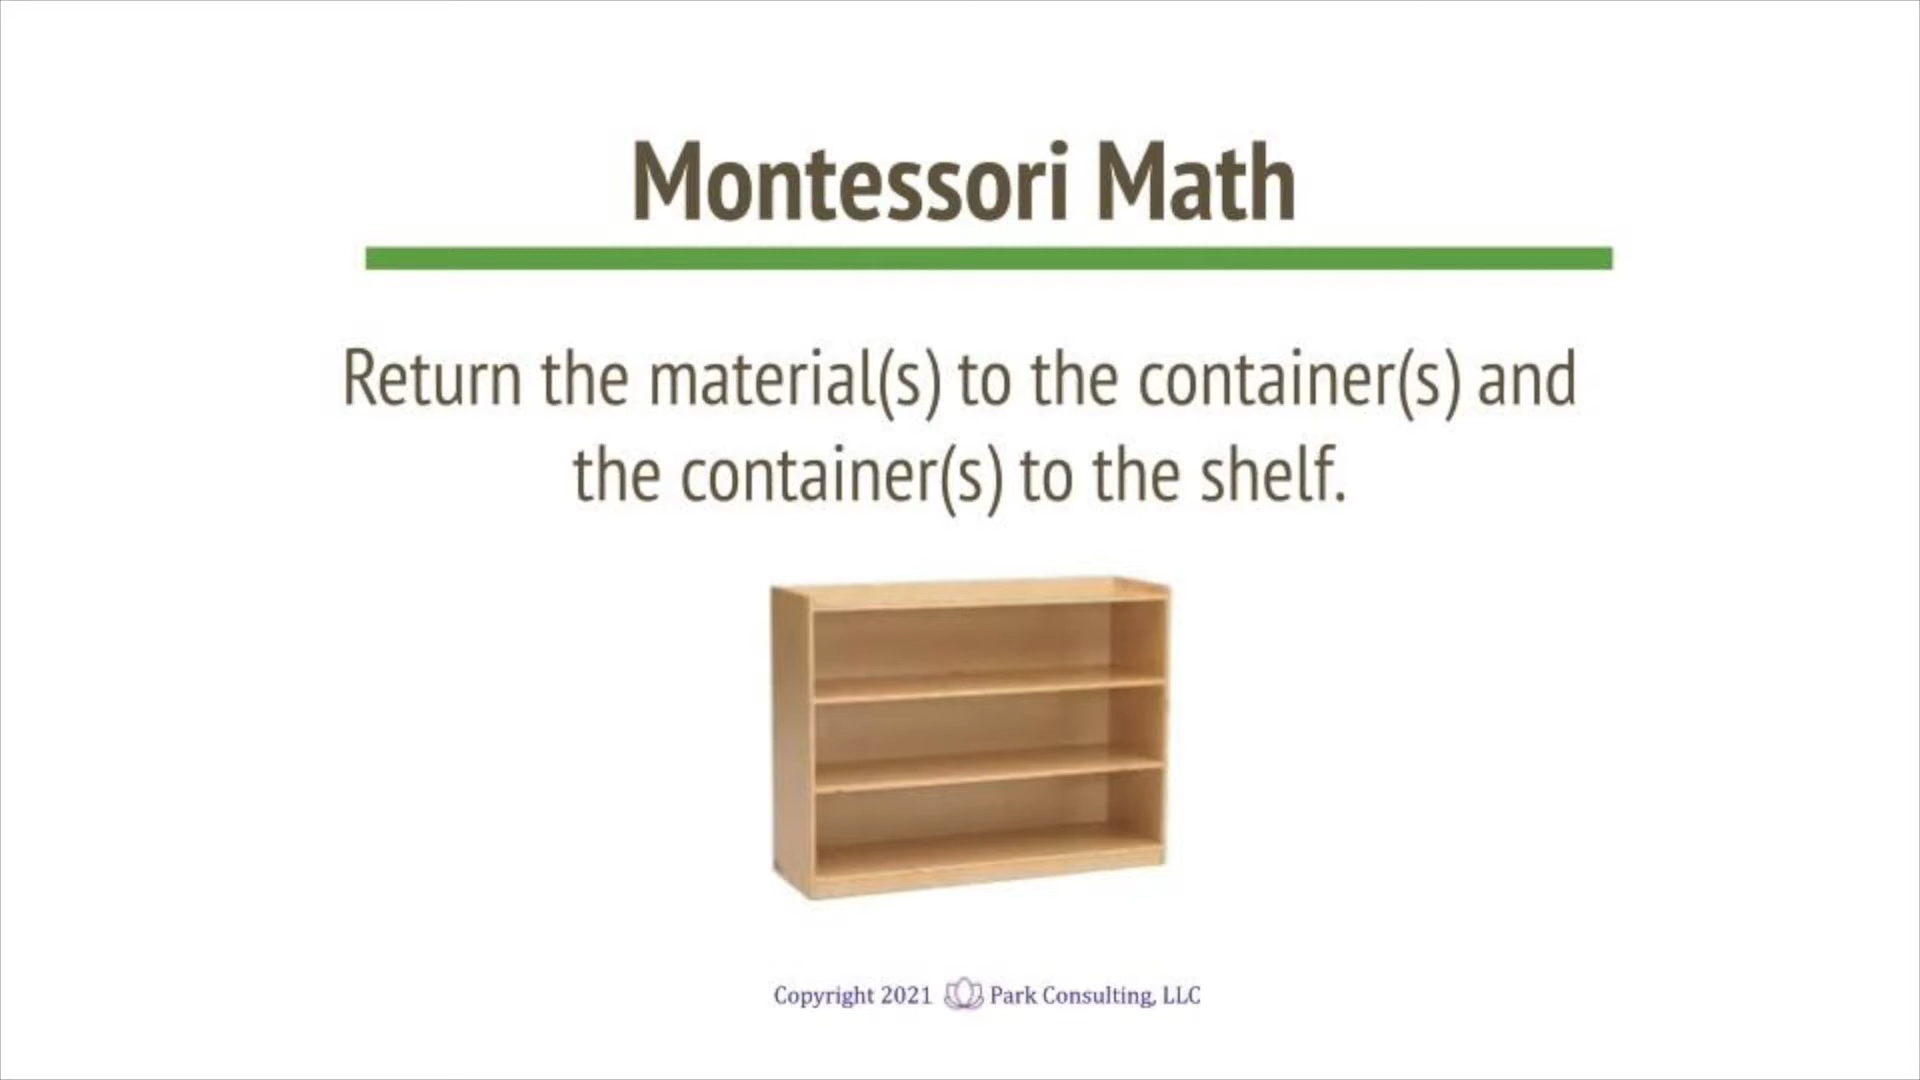 Montessori Math
Return the material(s) to the container(s) and
the container(s) to the shelf.
Copyright 2021 Park Consulting, LLC